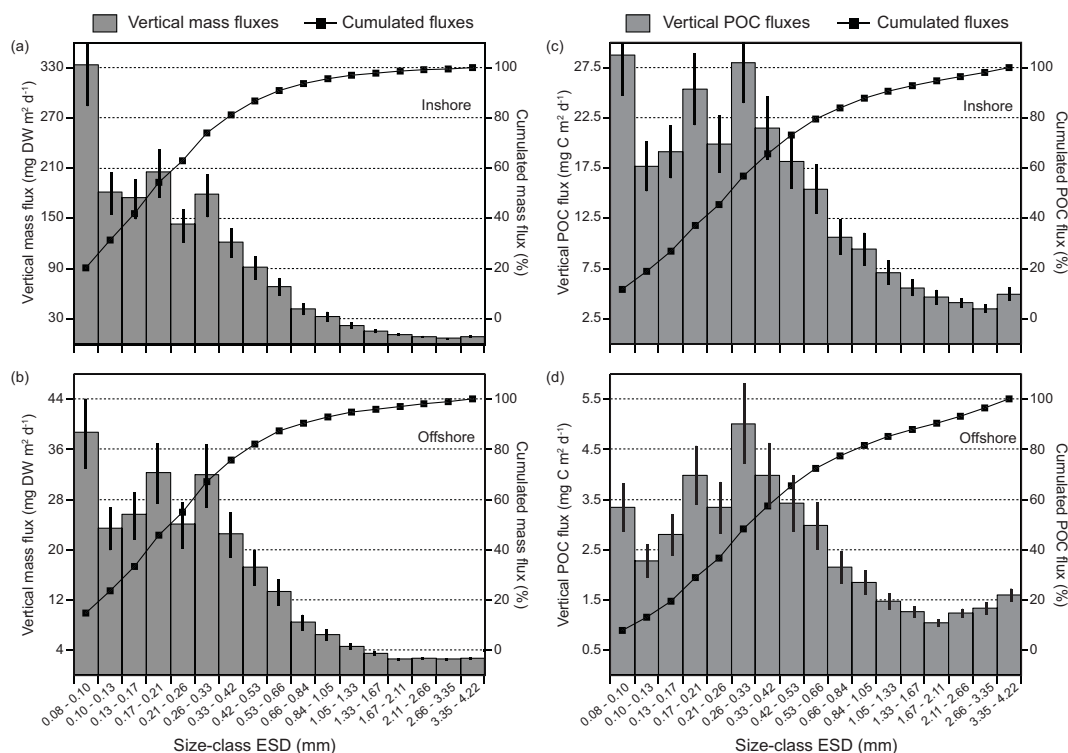 Vertical mass fluxes Cumulated fluxes
Vertical POC fluxes Cumulated fluxes
(a)
Vertical mass flux (mg DW m² d⁻¹)
330
270
210
150
90
30
Inshore
100
80
60
40
20
0
Cumulated mass flux (%)
(c)
Vertical POC flux (mg C m² d⁻¹)
27.5
22.5
17.5
12.5
7.5
2.5
Inshore
100
80
60
40
20
0
Cumulated POC flux (%)
(b)
Vertical mass flux (mg DW m² d⁻¹)
44
36
28
20
12
4
Offshore
100
80
60
40
20
0
Cumulated mass flux (%)
0.08 - 0.10
0.10 - 0.13
0.13 - 0.17
0.17 - 0.21
0.21 - 0.26
0.26 - 0.33
0.33 - 0.42
0.42 - 0.53
0.53 - 0.66
0.66 - 0.84
0.84 - 1.05
1.05 - 1.33
1.33 - 1.67
1.67 - 2.11
2.11 - 2.66
2.66 - 3.35
3.35 - 4.22
Size-class ESD (mm)
(d)
Vertical POC flux (mg C m² d⁻¹)
5.5
4.5
3.5
2.5
1.5
0.5
Offshore
100
80
60
40
20
0
Cumulated POC flux (%)
0.08 - 0.10
0.10 - 0.13
0.13 - 0.17
0.17 - 0.21
0.21 - 0.26
0.26 - 0.33
0.33 - 0.42
0.42 - 0.53
0.53 - 0.66
0.66 - 0.84
0.84 - 1.05
1.05 - 1.33
1.33 - 1.67
1.67 - 2.11
2.11 - 2.66
2.66 - 3.35
3.35 - 4.22
Size-class ESD (mm)